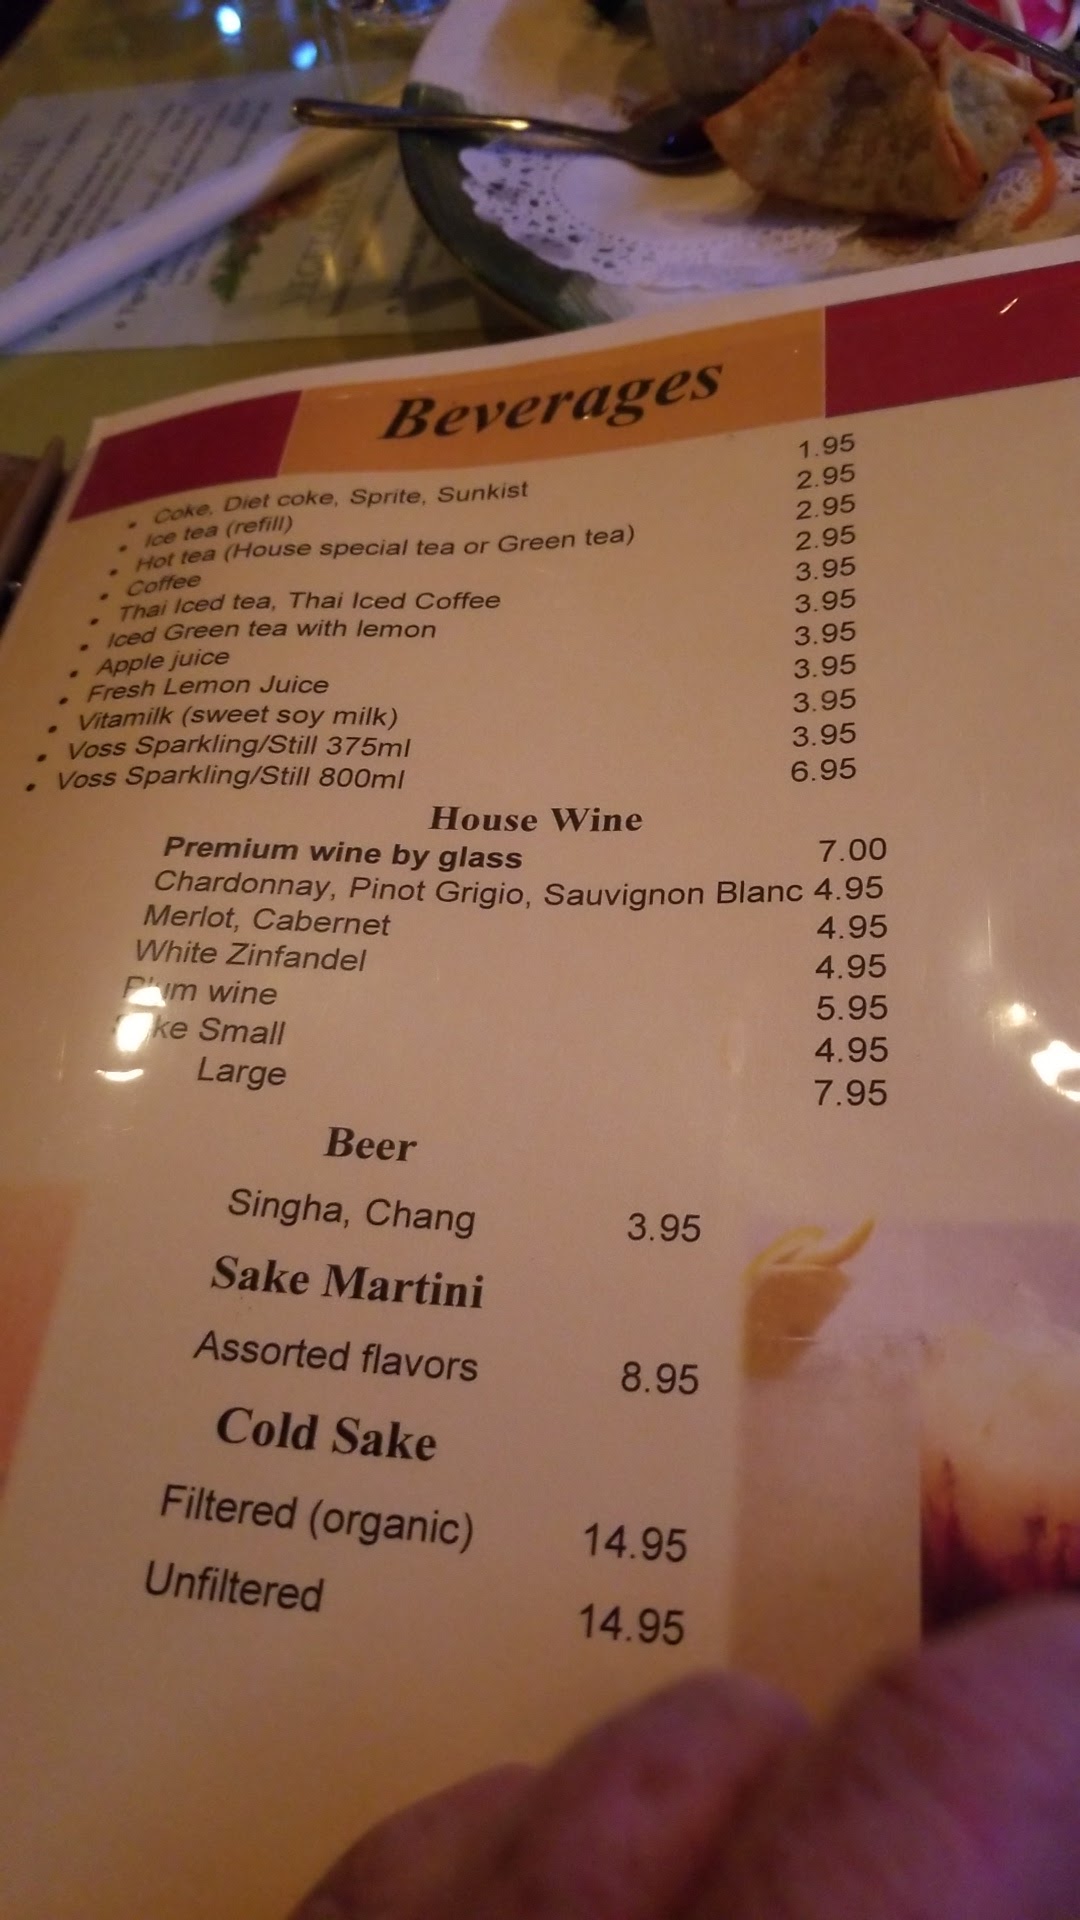 Beverages
• Coke, Diet coke, Sprite, Sunkist 1.95
• Ice tea (refill) 2.95
• Hot tea (House special tea or Green tea) 2.95
• Coffee 2.95
• Thai Iced tea, Thai Iced Coffee 3.95
• Iced Green tea with lemon 3.95
• Apple juice 3.95
• Fresh Lemon Juice 3.95
• Vitamilk (sweet soy milk) 3.95
• Voss Sparkling/Still 375ml 3.95
• Voss Sparkling/Still 800ml 6.95
House Wine
Premium wine by glass 7.00
Chardonnay, Pinot Grigio, Sauvignon Blanc 4.95
Merlot, Cabernet 4.95
White Zinfandel 4.95
Plum wine 5.95
Small 4.95
Large 7.95
Beer
Singha, Chang 3.95
Sake Martini
Assorted flavors 8.95
Cold Sake
Filtered (organic) 14.95
Unfiltered 14.95